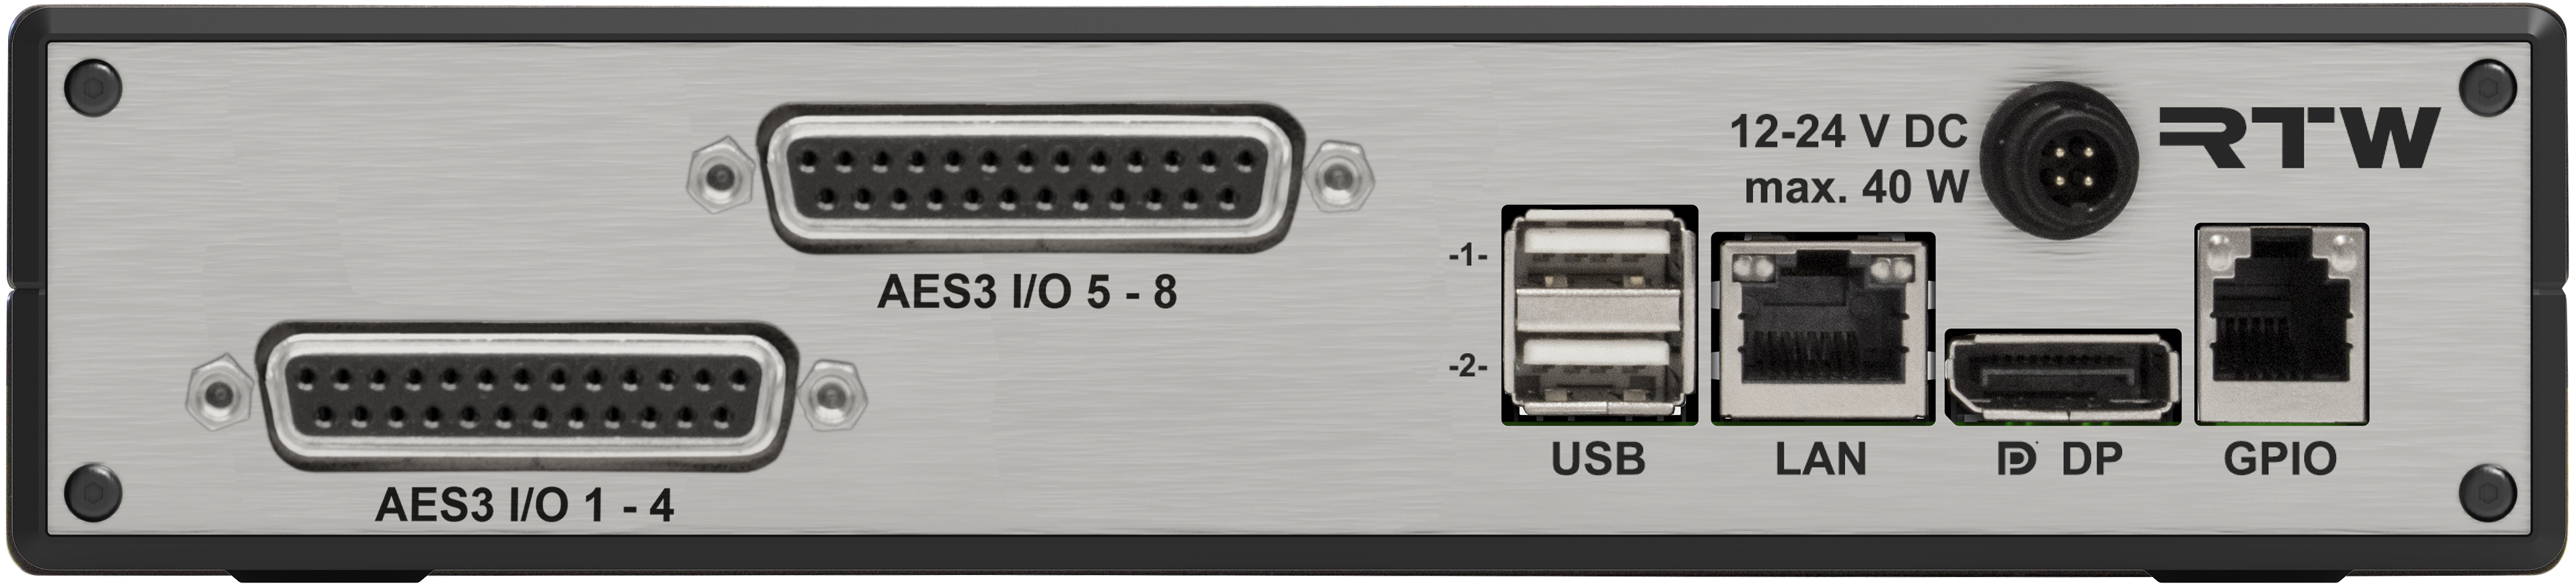 12-24 V DC
max. 40 W
RTW
AES3 I/O 5 - 8
-1-
-2-
AES3 I/O 1 - 4
USB
LAN
DP
GPIO